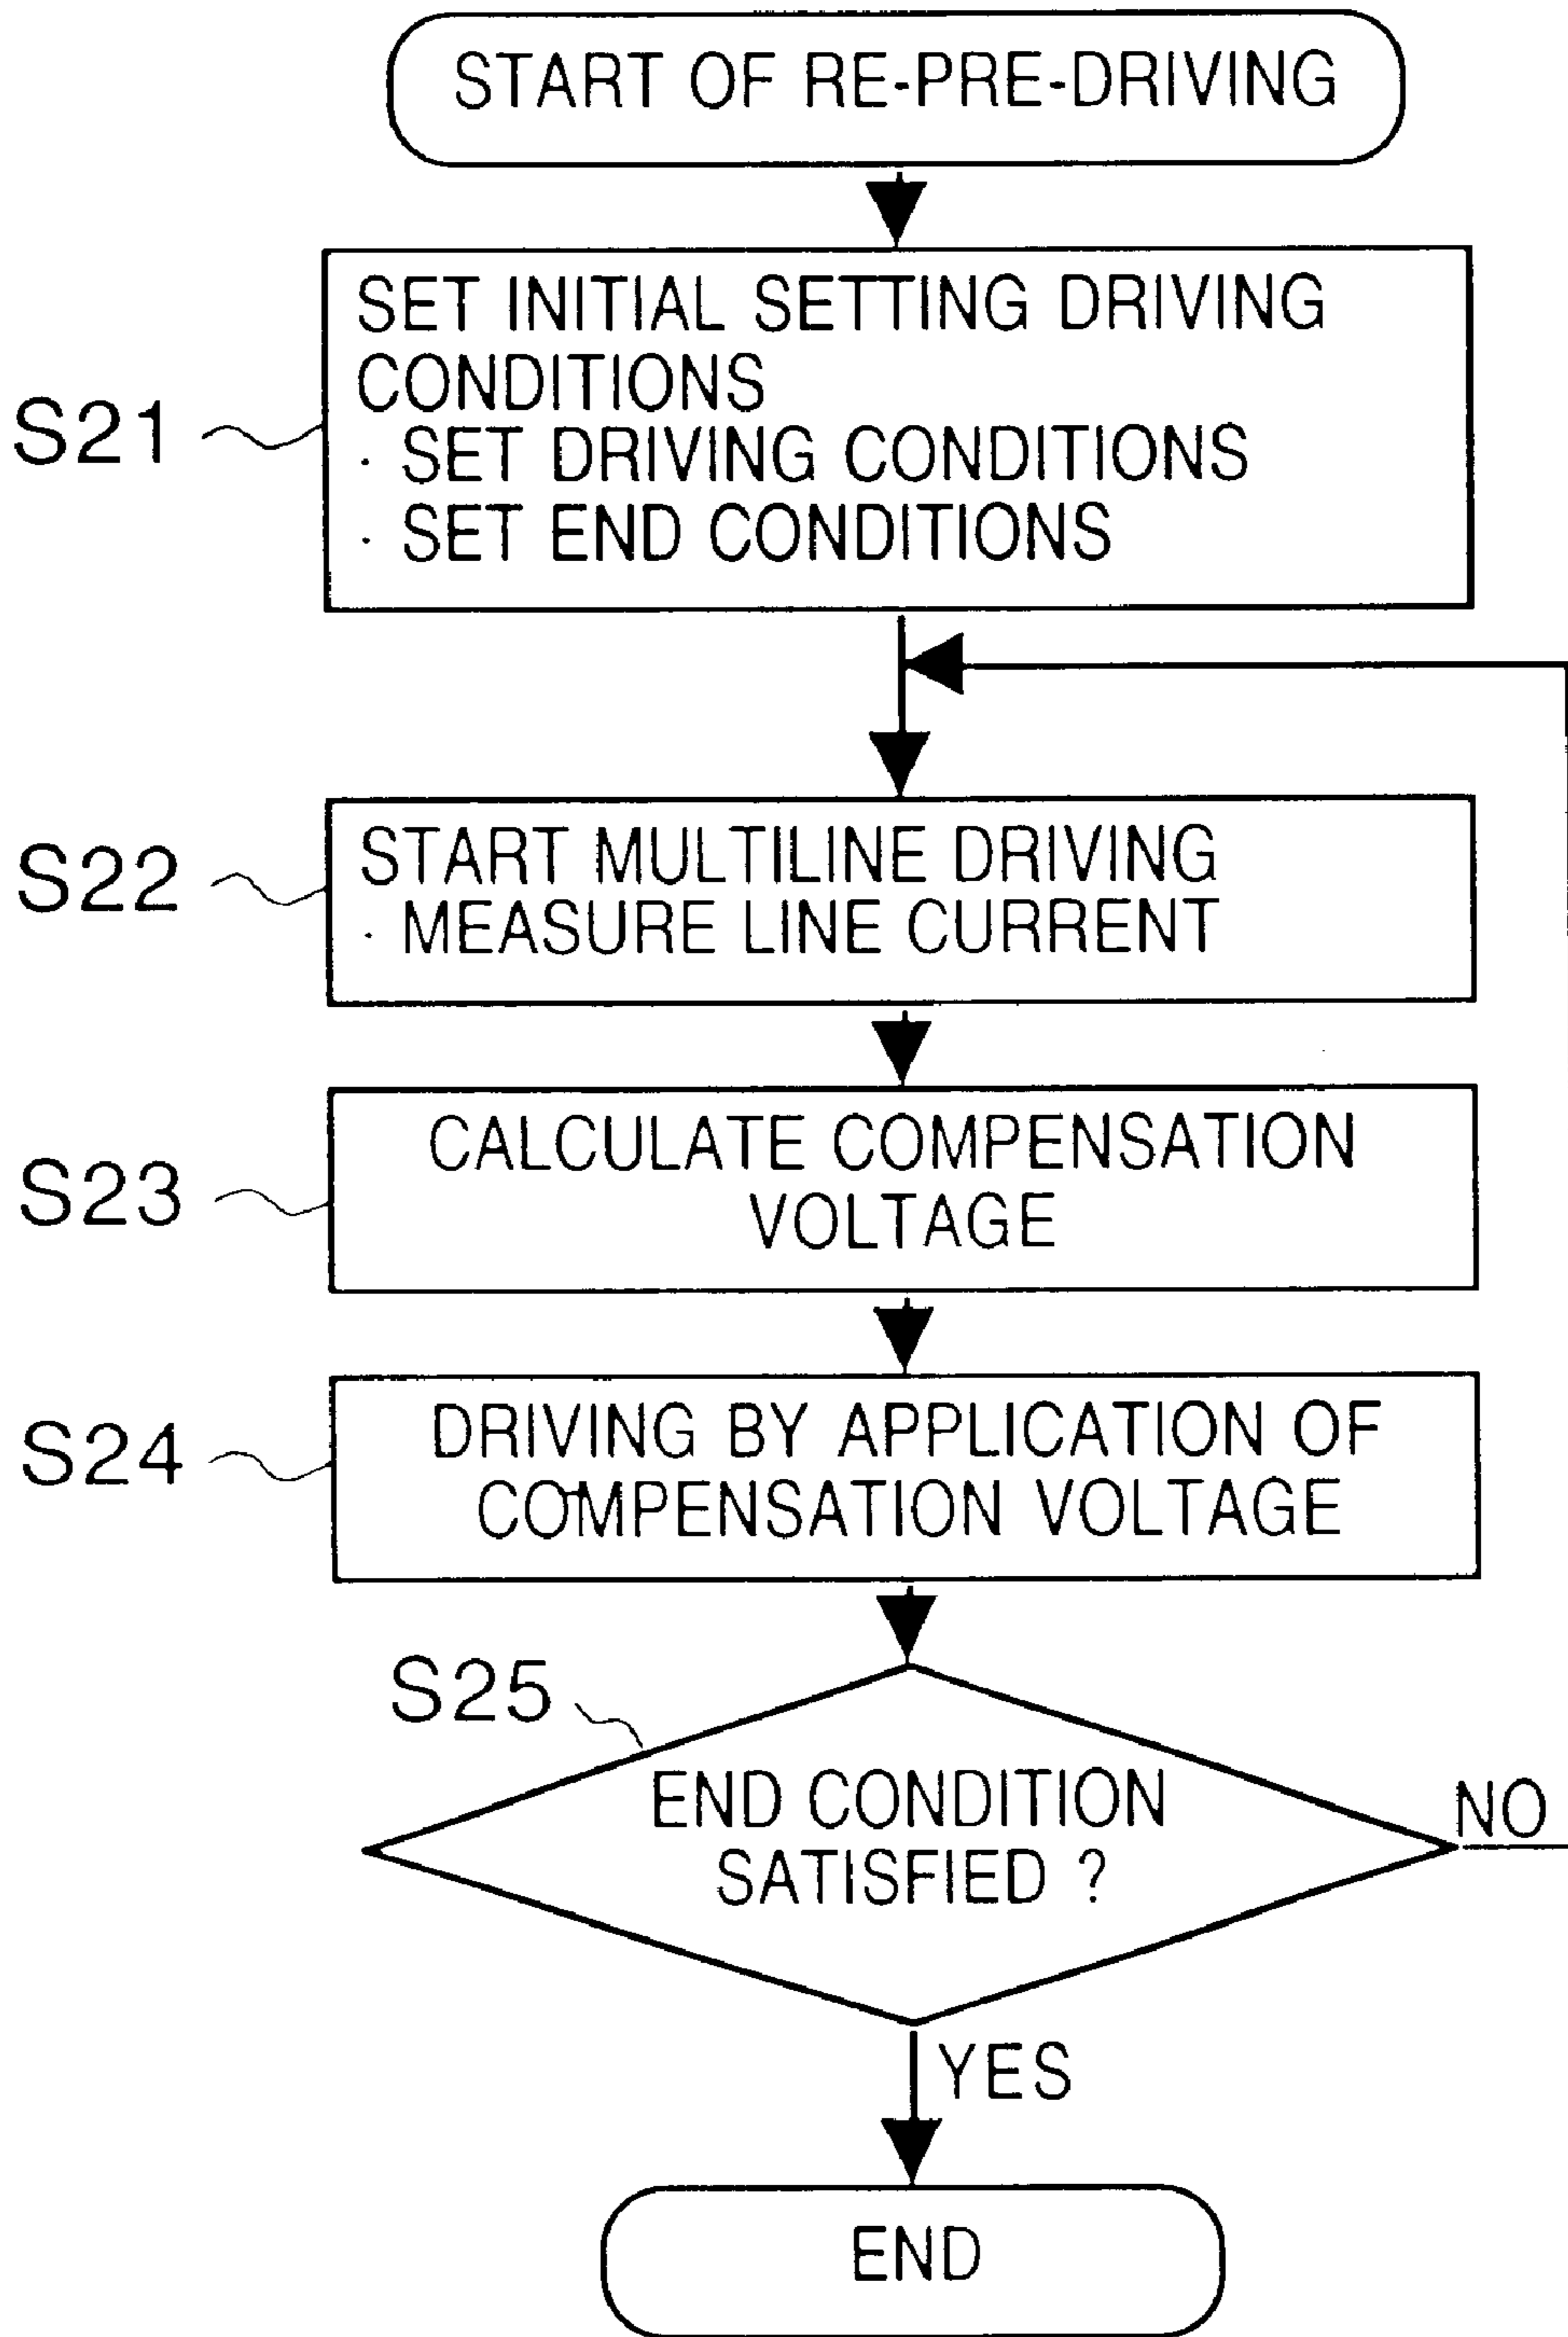 START OF RE-PRE-DRIVING
SET INITIAL SETTING DRIVING
CONDITIONS
· SET DRIVING CONDITIONS
· SET END CONDITIONS
S21
START MULTILINE DRIVING
· MEASURE LINE CURRENT
S22
CALCULATE COMPENSATION
VOLTAGE
S23
DRIVING BY APPLICATION OF
COMPENSATION VOLTAGE
S24
S25
END CONDITION
SATISFIED ?
NO
YES
END